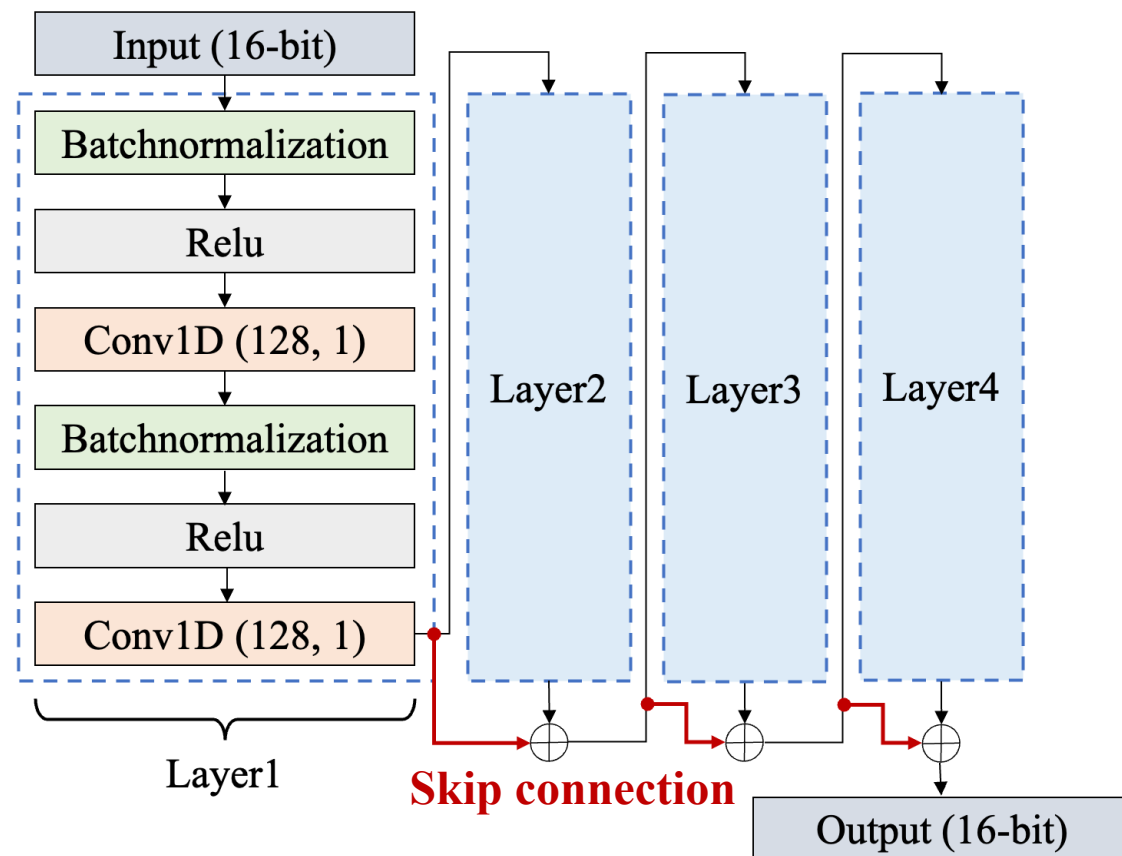 Input (16-bit)
Batchnormalization
Relu
Conv1D (128, 1)
Batchnormalization
Relu
Conv1D (128, 1)
Layer1
Layer2
Layer3
Layer4
Skip connection
Output (16-bit)